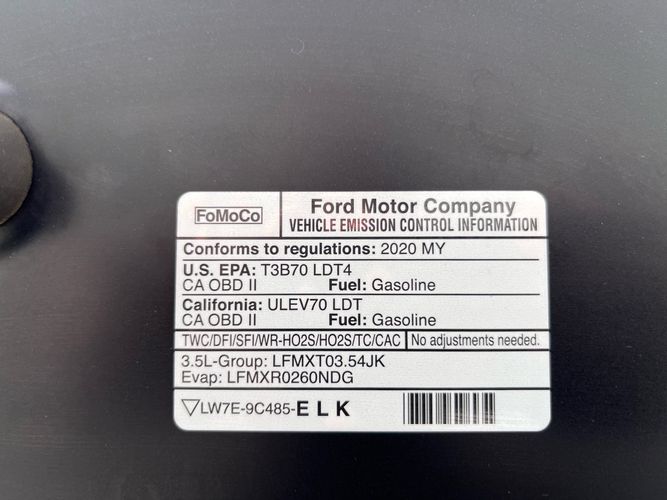 FoMoCo
Ford Motor Company
VEHICLE EMISSION CONTROL INFORMATION
Conforms to regulations: 2020 MY
U.S. EPA: T3B70 LDT4
CA OBD II Fuel: Gasoline
California: ULEV70 LDT
CA OBD II Fuel: Gasoline
TWC/DFI/SFI/WR-HO2S/HO2S/TC/CAC No adjustments needed.
3.5L-Group: LFMXT03.54JK
Evap: LFMXR0260NDG
▽LW7E-9C485-E L K